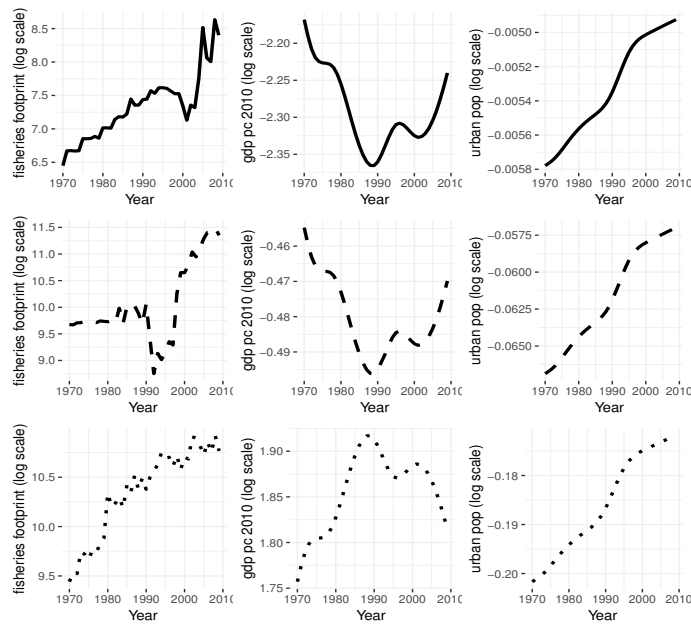 fisheries footprint (log scale)
8.5
8.0
7.5
7.0
6.5
1970 1980 1990 2000 201
Year
gdp pc 2010 (log scale)
−2.20
−2.25
−2.30
−2.35
1970 1980 1990 2000 2010
Year
urban pop (log scale)
−0.0050
−0.0052
−0.0054
−0.0056
−0.0058
1970 1980 1990 2000 2010
Year
fisheries footprint (log scale)
11.5
11.0
10.5
10.0
9.5
9.0
1970 1980 1990 2000 201
Year
gdp pc 2010 (log scale)
−0.46
−0.47
−0.48
−0.49
1970 1980 1990 2000 2010
Year
urban pop (log scale)
−0.0575
−0.0600
−0.0625
−0.0650
1970 1980 1990 2000 2010
Year
fisheries footprint (log scale)
10.5
10.0
9.5
1970 1980 1990 2000 201
Year
gdp pc 2010 (log scale)
1.90
1.85
1.80
1.75
1970 1980 1990 2000 2010
Year
urban pop (log scale)
−0.18
−0.19
−0.20
1970 1980 1990 2000 2010
Year